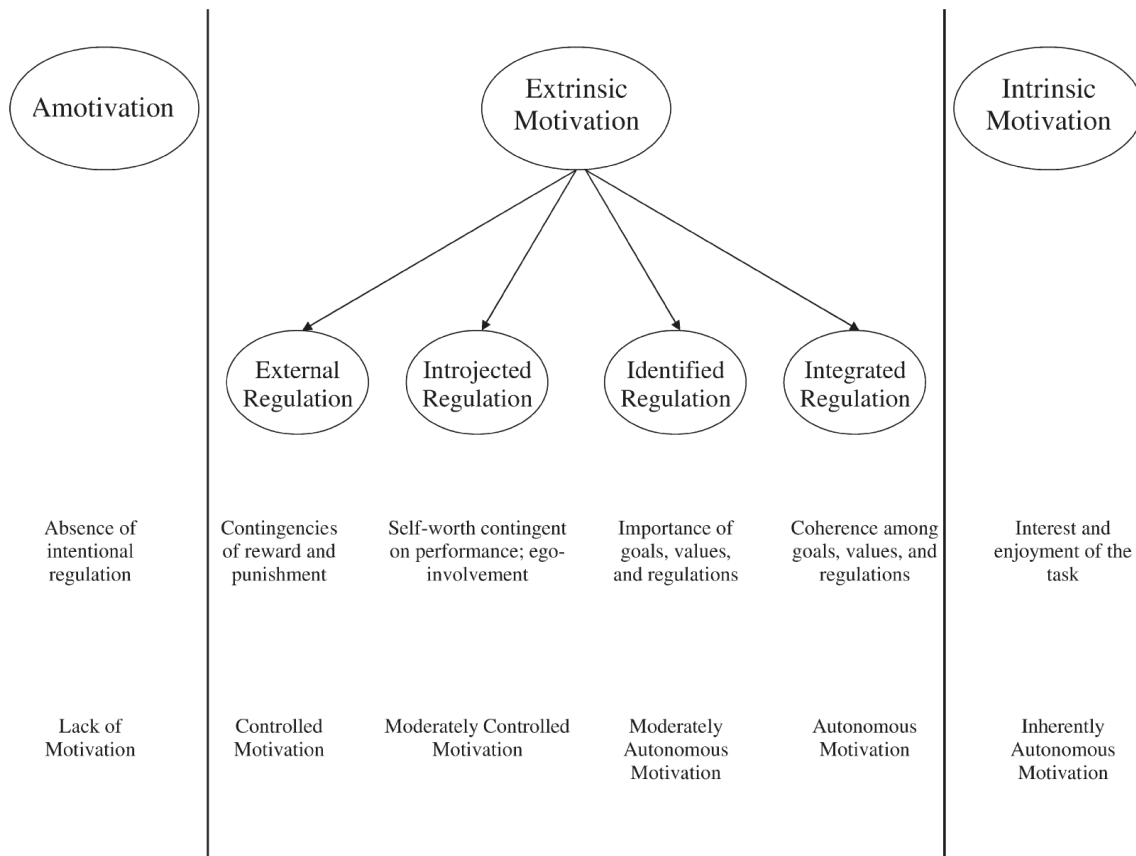 Amotivation
Extrinsic
Motivation
Intrinsic
Motivation
External
Regulation
Introjected
Regulation
Identified
Regulation
Integrated
Regulation
Absence of
intentional
regulation
Contingencies
of reward and
punishment
Self-worth contingent
on performance; ego-
involvement
Importance of
goals, values,
and regulations
Coherence among
goals, values, and
regulations
Interest and
enjoyment of the
task
Lack of
Motivation
Controlled
Motivation
Moderately Controlled
Motivation
Moderately
Autonomous
Motivation
Autonomous
Motivation
Inherently
Autonomous
Motivation